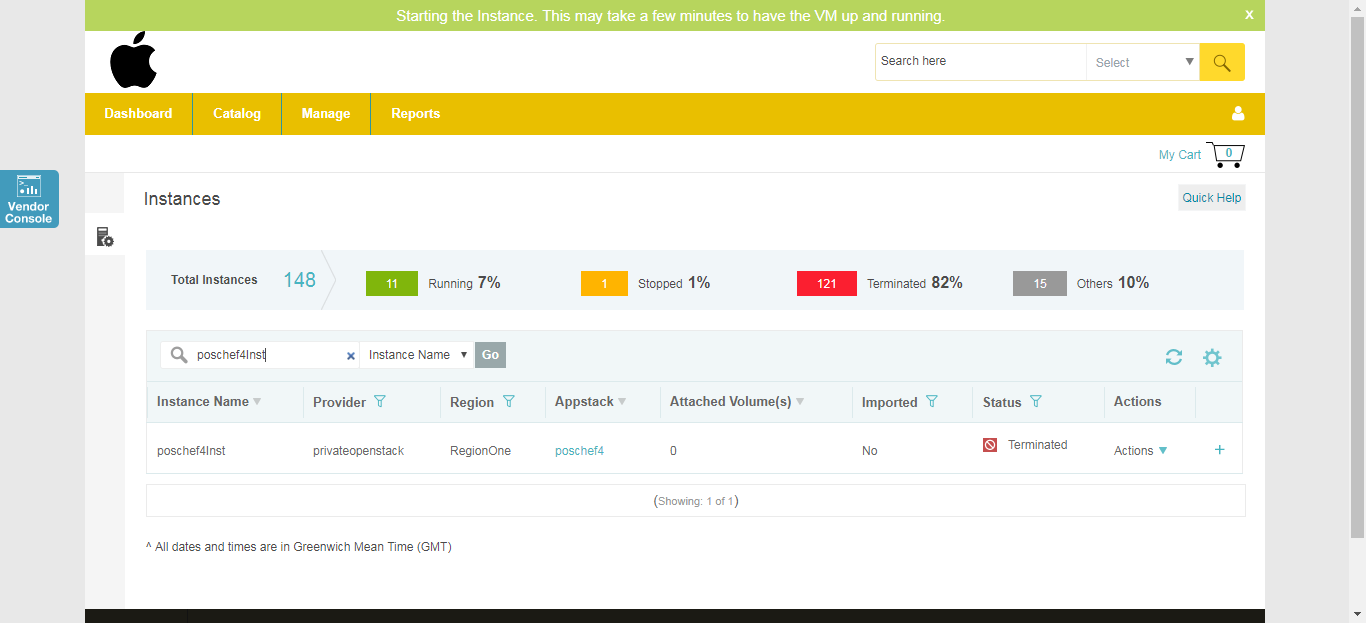 Starting the Instance. This may take a few minutes to have the VM up and running.
x
Search here
Select
Dashboard Catalog Manage Reports
My Cart 0
Vendor Console
Instances
Quick Help
Total Instances 148 11 Running 7% 1 Stopped 1% 121 Terminated 82% 15 Others 10%
poschef4Inst x Instance Name Go
Instance Name Provider Region Appstack Attached Volume(s) Imported Status Actions
poschef4Inst privateopenstack RegionOne poschef4 0 No Terminated Actions +
(Showing: 1 of 1)
^ All dates and times are in Greenwich Mean Time (GMT)